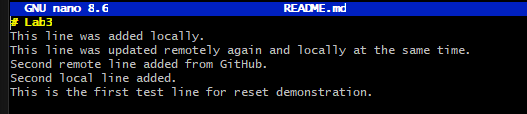 GNU nano 8.6 README.md
# Lab3
This line was added locally.
This line was updated remotely again and locally at the same time.
Second remote line added from GitHub.
Second local line added.
This is the first test line for reset demonstration.